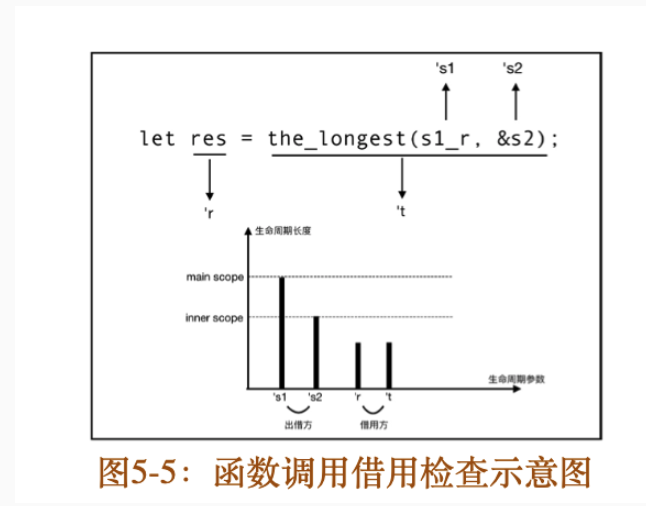 's1 's2
let res = the_longest(s1_r, &s2);
'r 't
生命周期长度
main scope
inner scope
生命周期参数
's1 's2 'r 't
出借方 借用方
图5-5：函数调用借用检查示意图